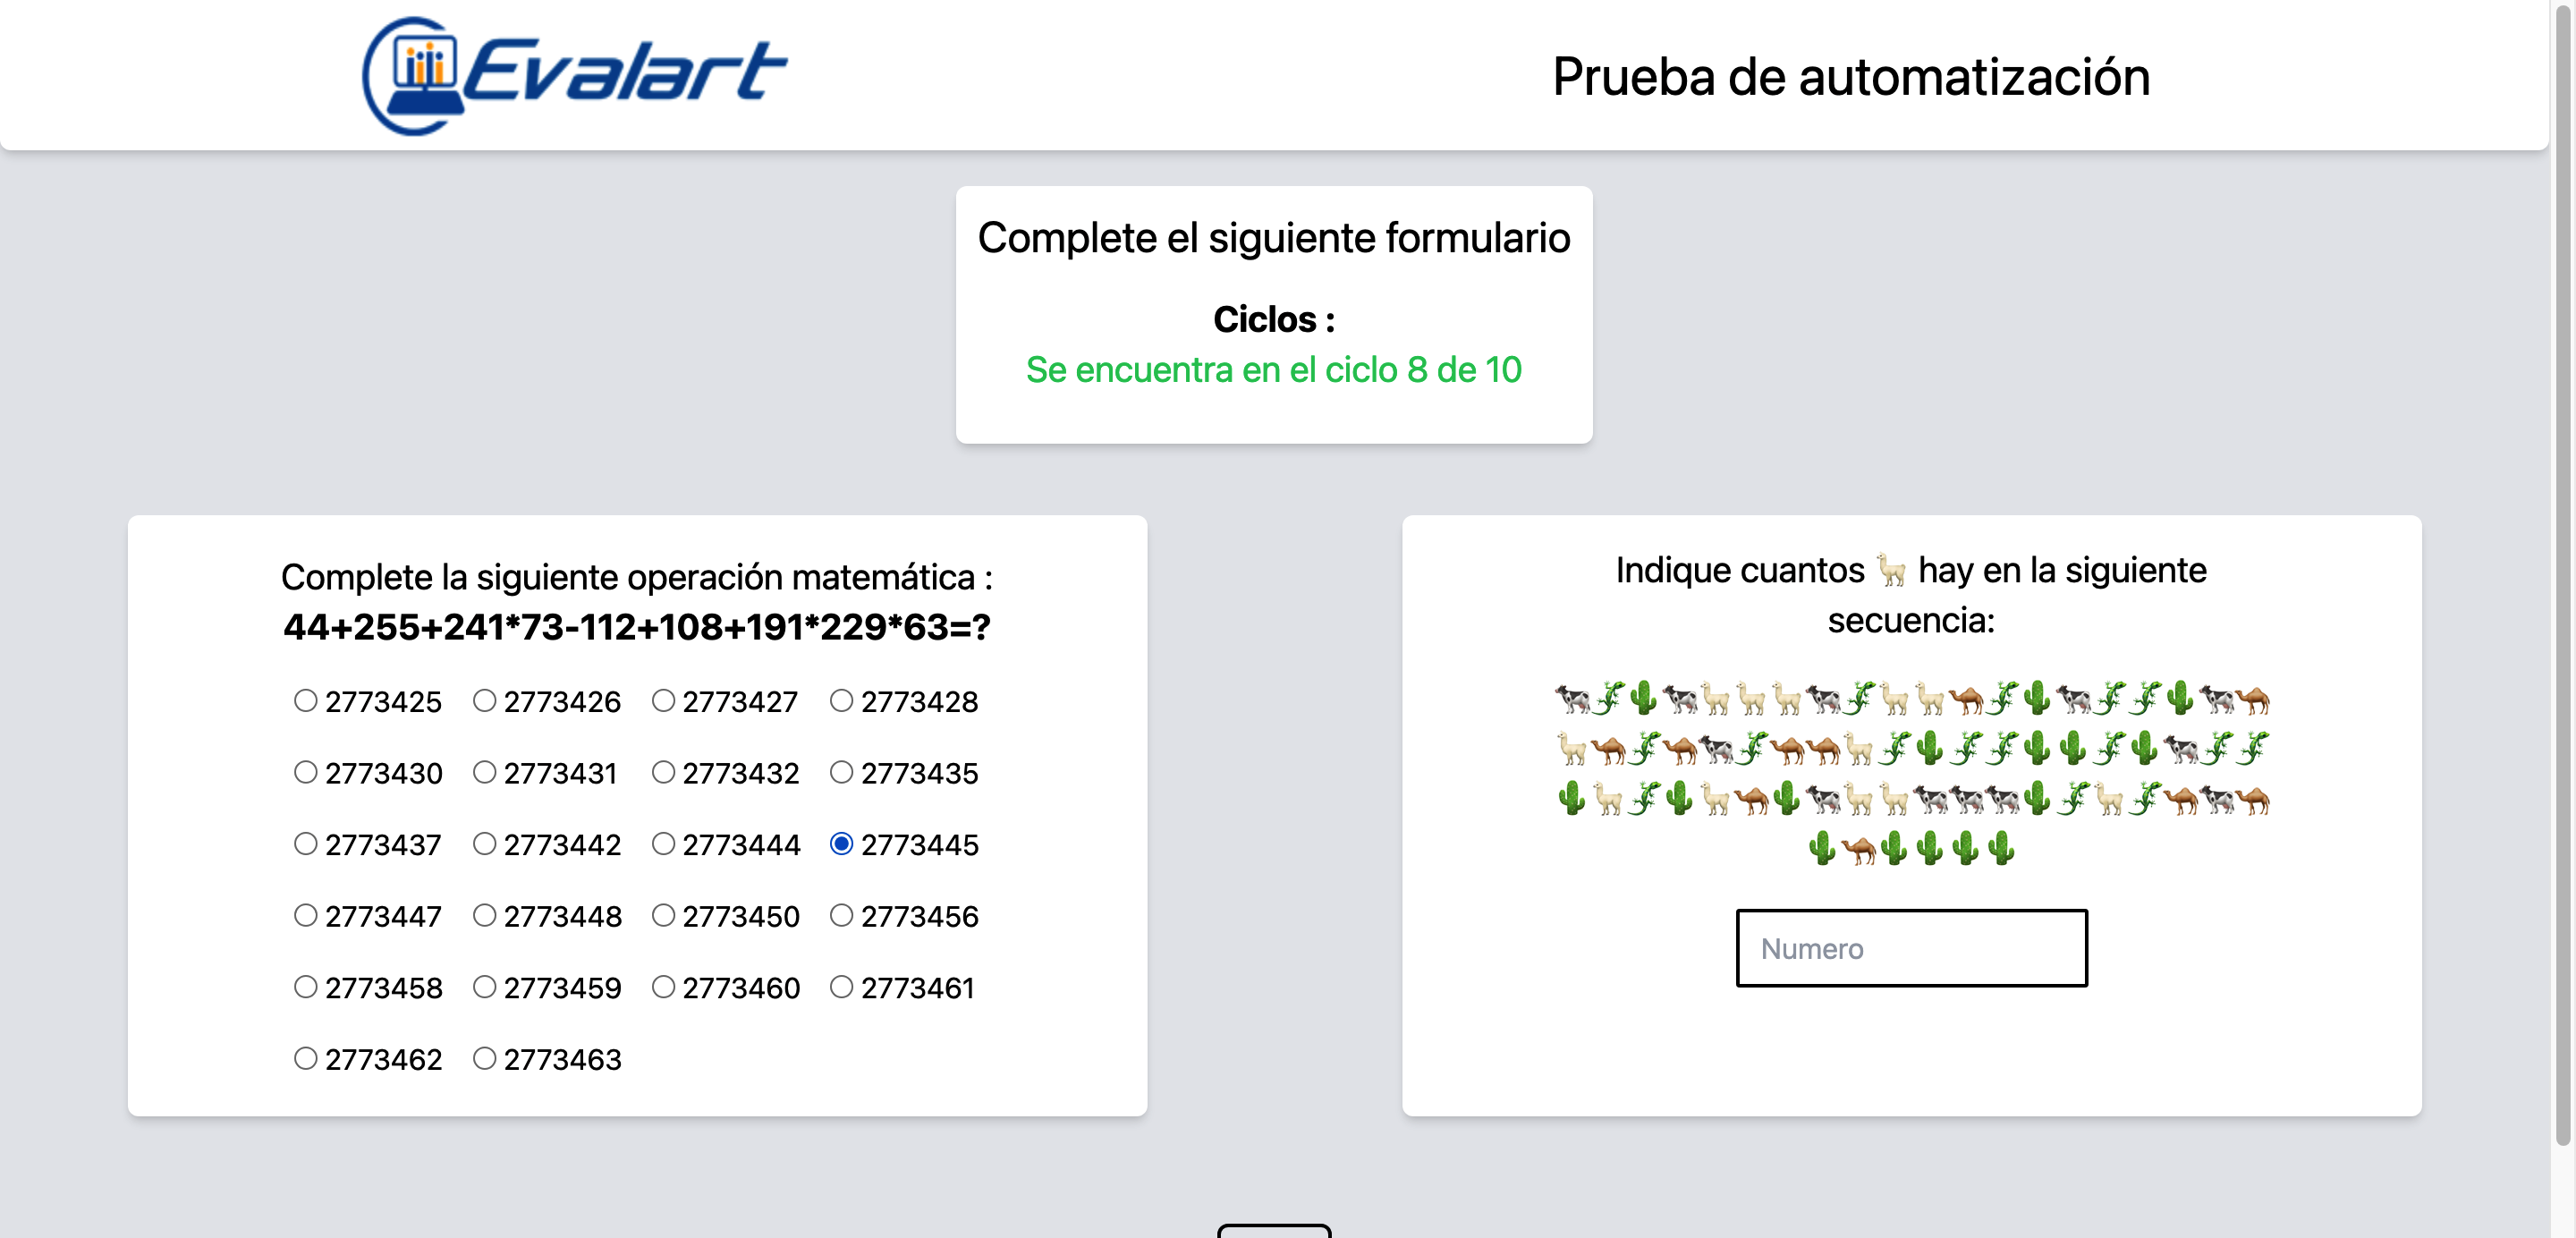 Evalart
Prueba de automatización
Complete el siguiente formulario
Ciclos :
Se encuentra en el ciclo 8 de 10
Complete la siguiente operación matemática :
44+255+241*73-112+108+191*229*63=?
2773425 2773426 2773427 2773428
2773430 2773431 2773432 2773435
2773437 2773442 2773444 2773445
2773447 2773448 2773450 2773456
2773458 2773459 2773460 2773461
2773462 2773463
Indique cuantos 🦙 hay en la siguiente
secuencia:
🐄🦎🌵🐄🦙🦙🦙🐄🦎🦙🦙🐪🦎🌵🐄🦎🦎🌵🐄🐪
🦙🐪🦎🐪🐄🦎🐪🐪🦙🦎🌵🦎🦎🌵🌵🦎🌵🐄🦎🦎
🌵🦙🦎🌵🦙🐪🌵🐄🦙🦙🐄🐄🐄🌵🦎🦙🦎🐪🐄🐪
🌵🐪🌵🌵🌵🌵
Numero